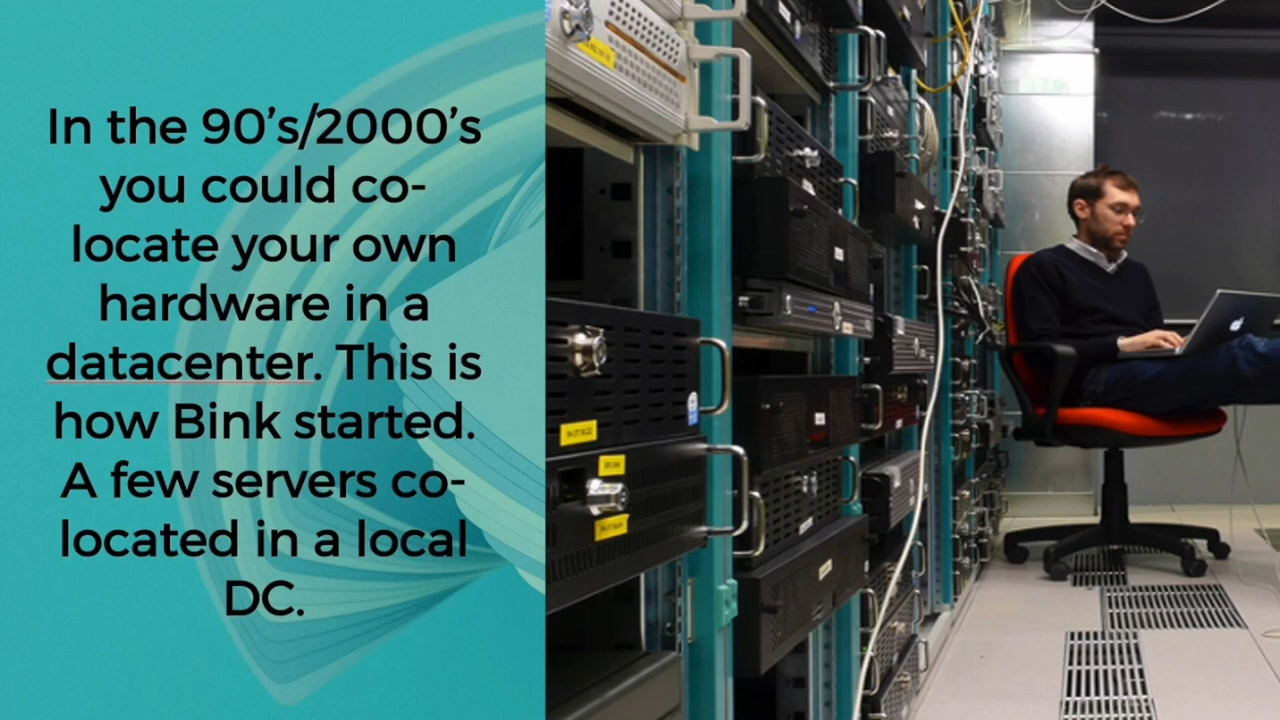 In the 90’s/2000’s
you could co-
locate your own
hardware in a
datacenter. This is
how Bink started.
A few servers co-
located in a local
DC.